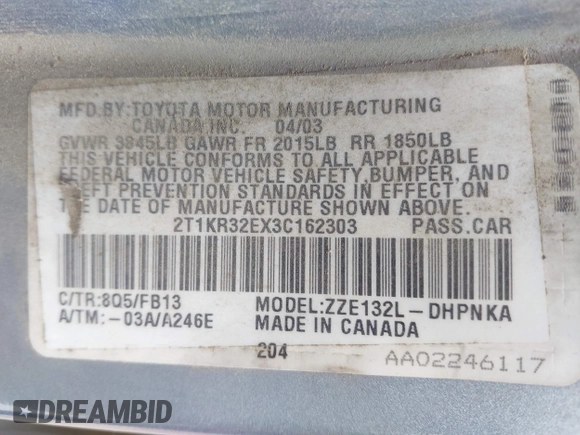 MFD.BY:TOYOTA MOTOR MANUFACTURING
CANADA INC. 04/03
GVWR 3845LB GAWR FR 2015LB RR 1850LB
THIS VEHICLE CONFORMS TO ALL APPLICABLE
FEDERAL MOTOR VEHICLE SAFETY,BUMPER, AND
THEFT PREVENTION STANDARDS IN EFFECT ON
THE DATE OF MANUFACTURE SHOWN ABOVE.
2T1KR32EX3C162303 PASS.CAR
C/TR:8Q5/FB13 MODEL:ZZE132L-DHPNKA
A/TM:-03A/A246E MADE IN CANADA
204 AA02246117
DREAMBID